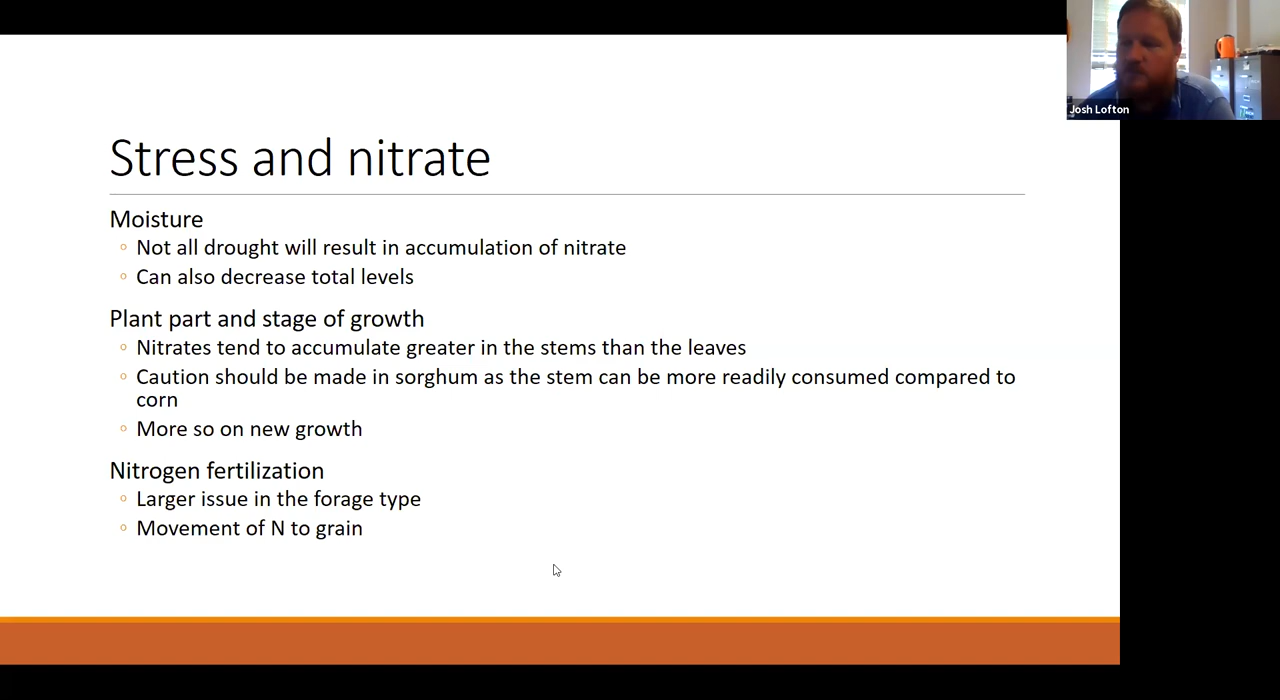 Josh Lofton
Stress and nitrate
Moisture
Not all drought will result in accumulation of nitrate
Can also decrease total levels
Plant part and stage of growth
Nitrates tend to accumulate greater in the stems than the leaves
Caution should be made in sorghum as the stem can be more readily consumed compared to
corn
More so on new growth
Nitrogen fertilization
Larger issue in the forage type
Movement of N to grain